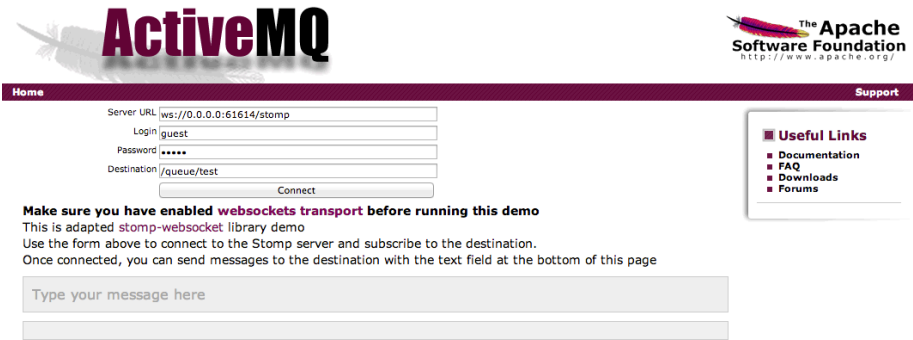 ActiveMQ
The Apache
Software Foundation
http://www.apache.org/
Home
Support
Server URL ws://0.0.0.0:61614/stomp
Login guest
Password •••••
Destination /queue/test
Connect
Make sure you have enabled websockets transport before running this demo
This is adapted stomp-websocket library demo
Use the form above to connect to the Stomp server and subscribe to the destination.
Once connected, you can send messages to the destination with the text field at the bottom of this page
Type your message here
Useful Links
Documentation
FAQ
Downloads
Forums